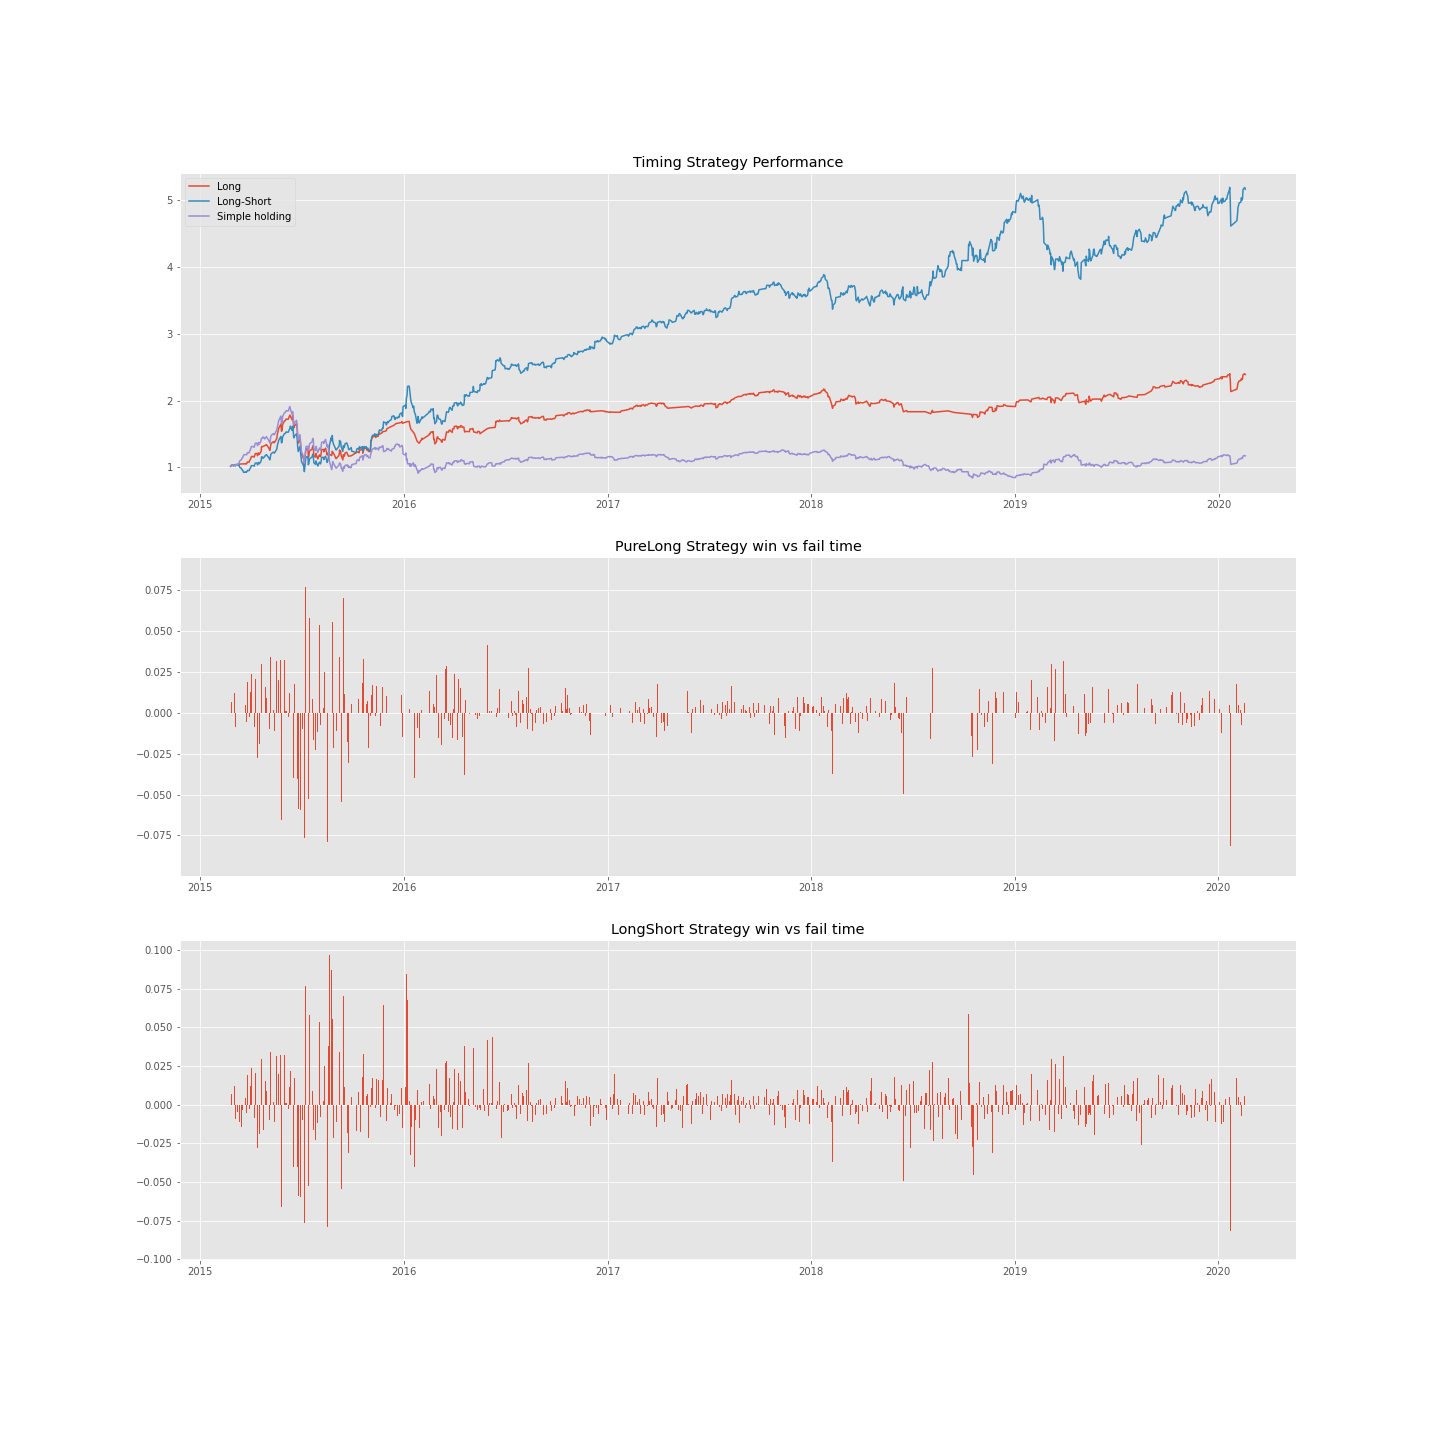 Timing Strategy Performance
Long
Long-Short
Simple holding
5
4
3
2
1
2015 2016 2017 2018 2019 2020
PureLong Strategy win vs fail time
0.075
0.050
0.025
0.000
−0.025
−0.050
−0.075
2015 2016 2017 2018 2019 2020
LongShort Strategy win vs fail time
0.100
0.075
0.050
0.025
0.000
−0.025
−0.050
−0.075
−0.100
2015 2016 2017 2018 2019 2020